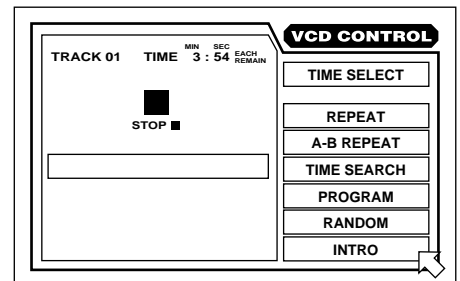 VCD CONTROL
MIN SEC
TRACK 01 TIME 3 : 54 EACH REMAIN
STOP
TIME SELECT
REPEAT
A-B REPEAT
TIME SEARCH
PROGRAM
RANDOM
INTRO